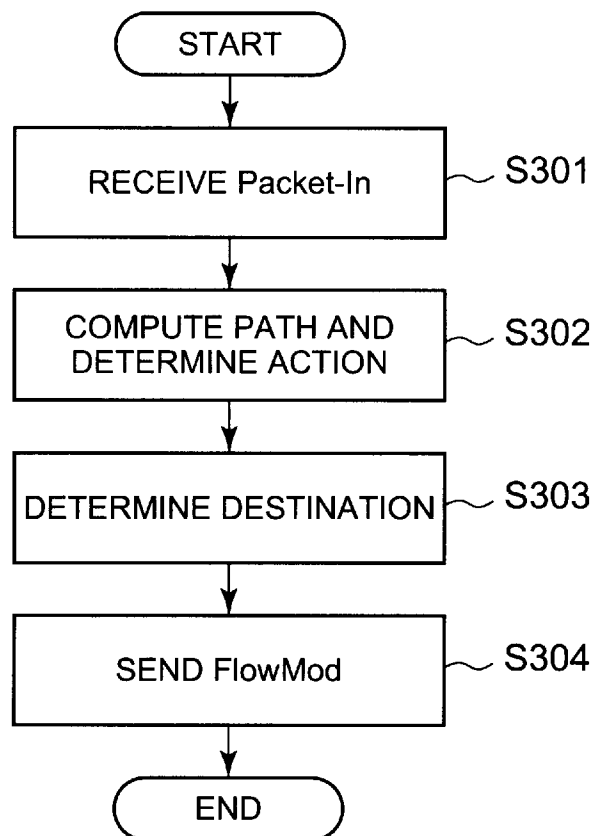 START
RECEIVE Packet-In
S301
COMPUTE PATH AND
DETERMINE ACTION
S302
DETERMINE DESTINATION
S303
SEND FlowMod
S304
END